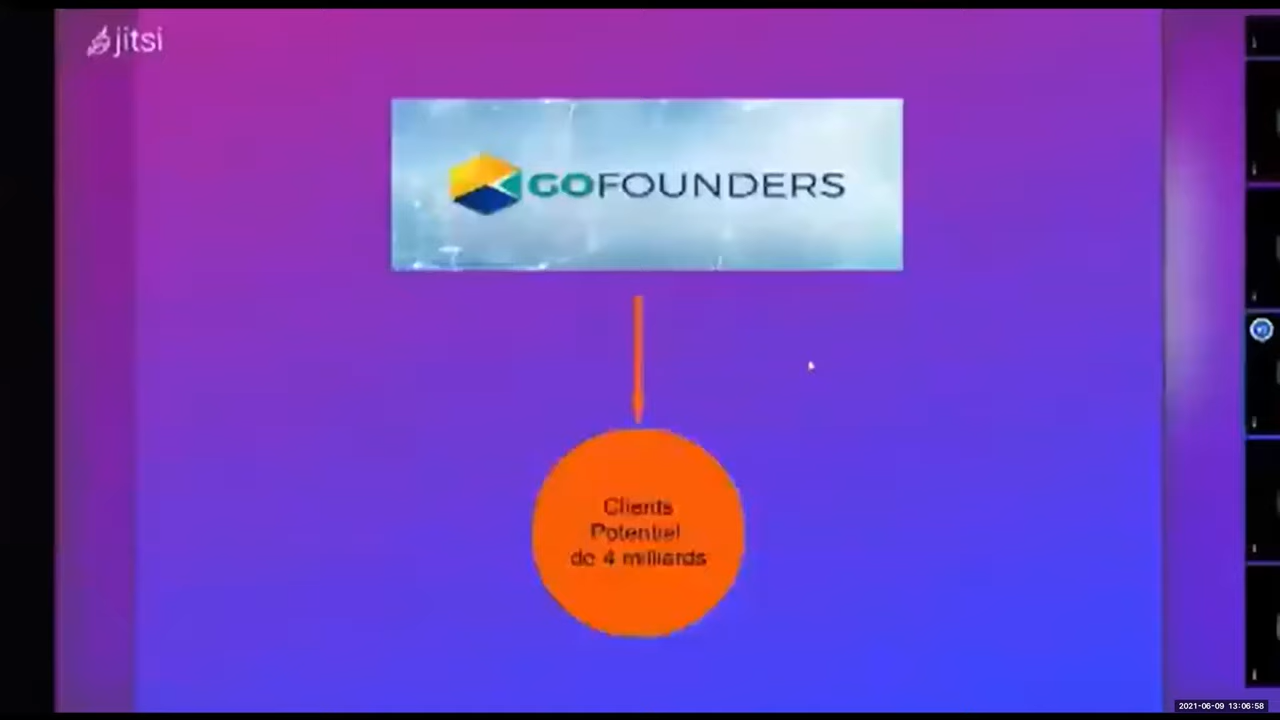 jitsi
GOFOUNDERS
Clients
Potentiel
de 4 milliards
2021-06-09 13:06:58